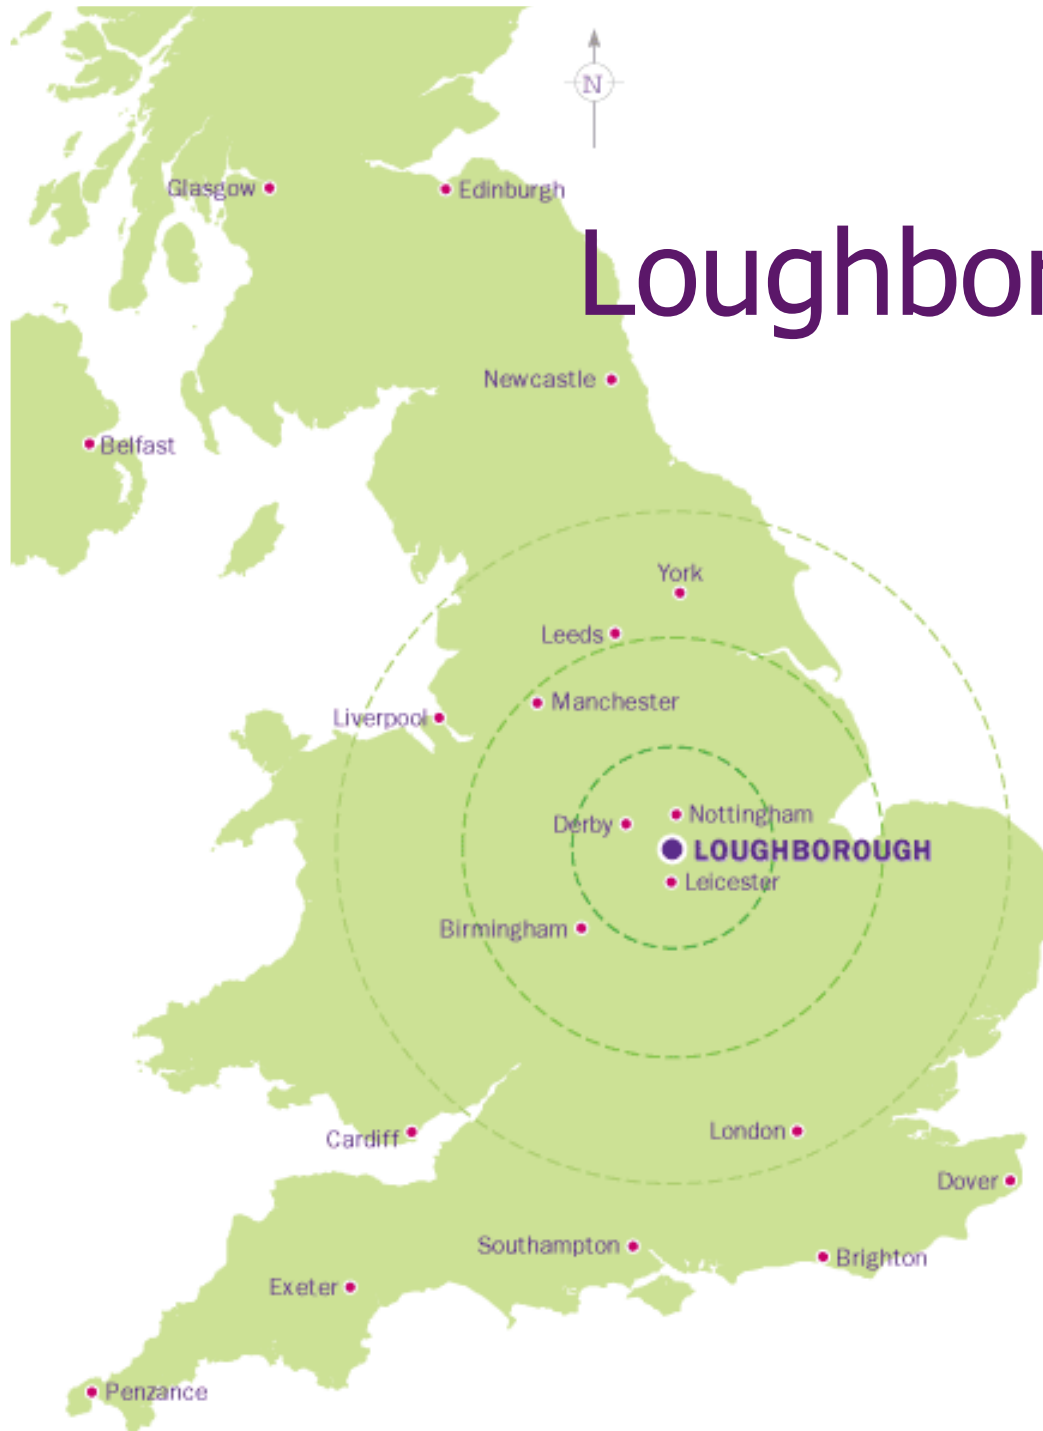 N
Glasgow
Edinburgh
Loughbor
Newcastle
Belfast
York
Leeds
Manchester
Liverpool
Nottingham
Derby
LOUGHBOROUGH
Leicester
Birmingham
London
Cardiff
Dover
Southampton
Brighton
Exeter
Penzance